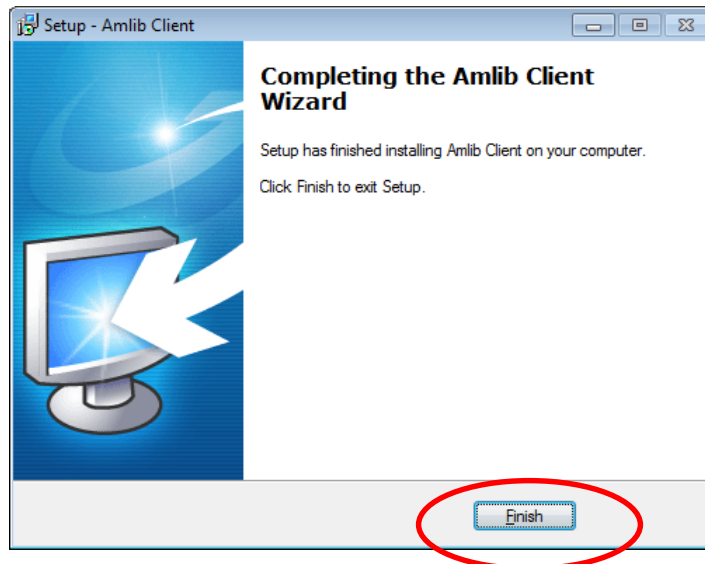 Setup - Amlib Client
Completing the Amlib Client
Wizard
Setup has finished installing Amlib Client on your computer.
Click Finish to exit Setup.
Finish